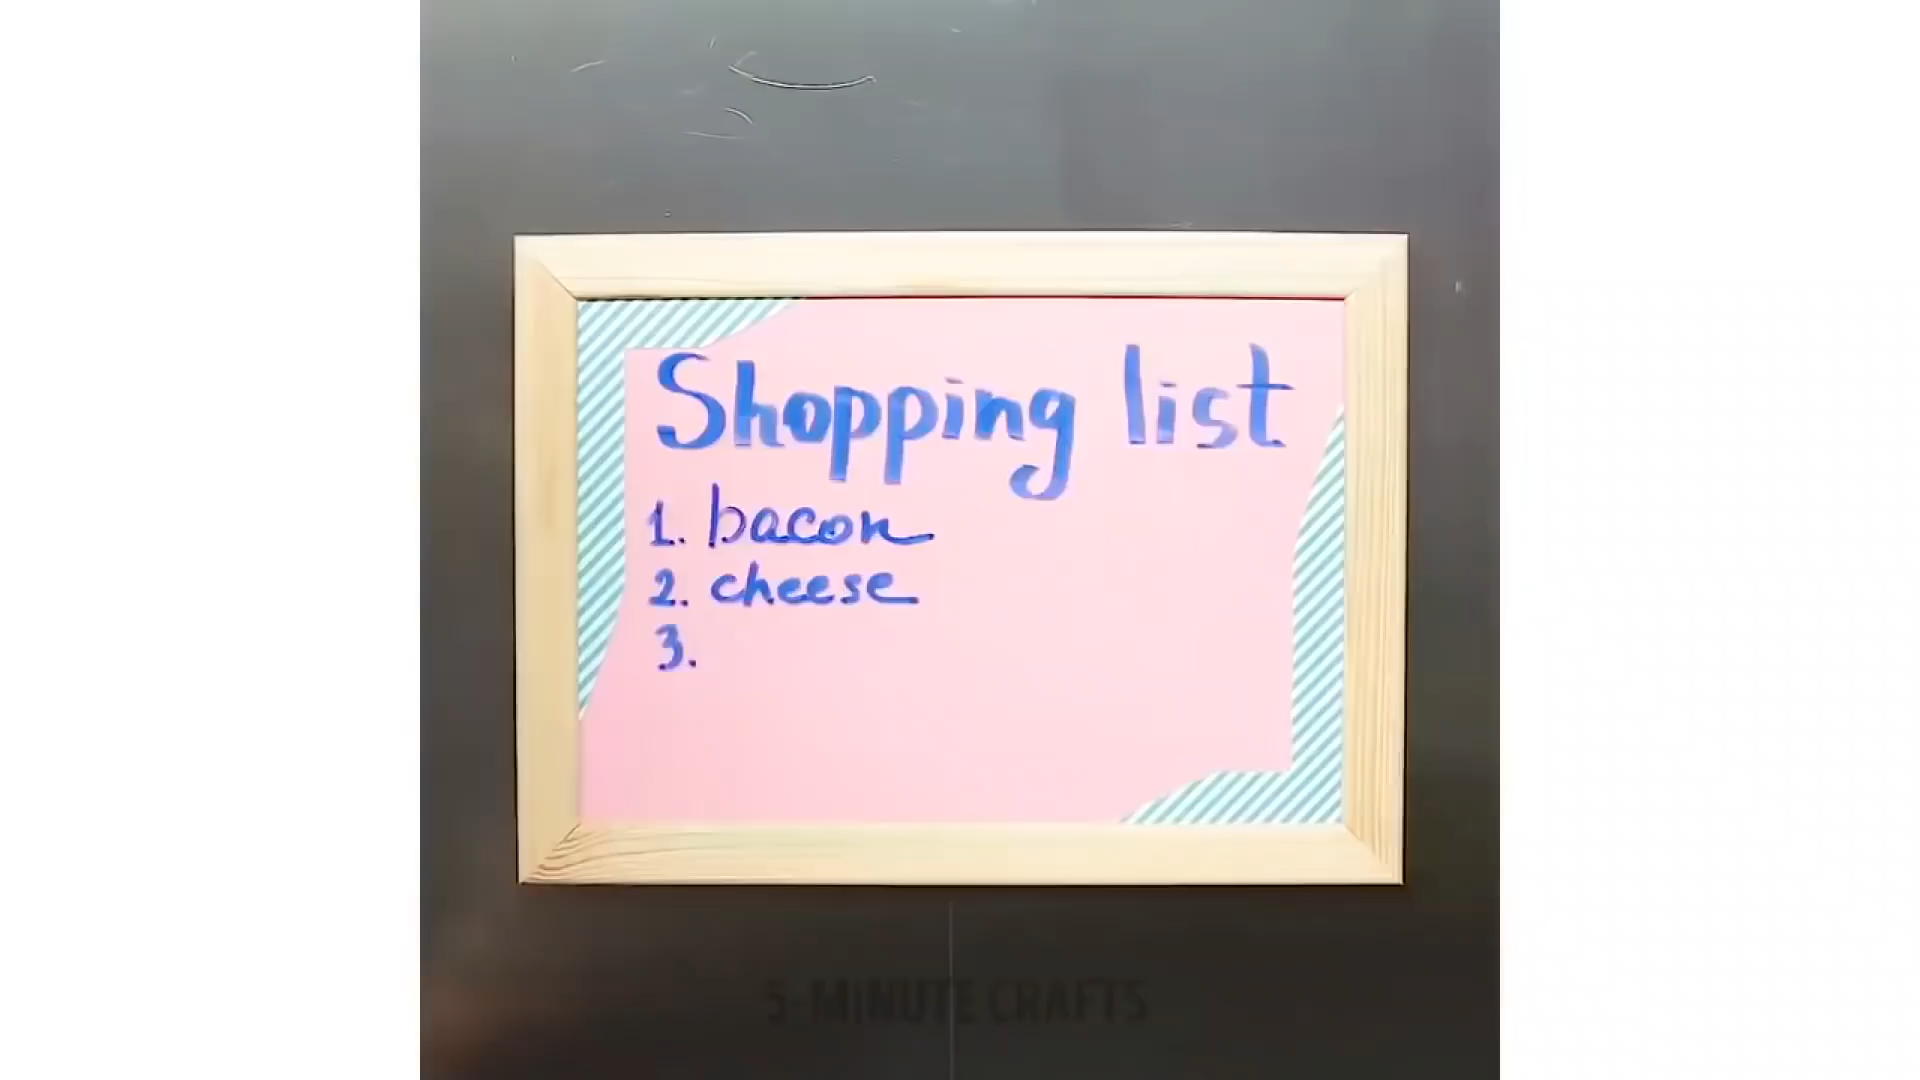 Shopping list
1. bacon
2. cheese
3.
5-MINUTE CRAFTS